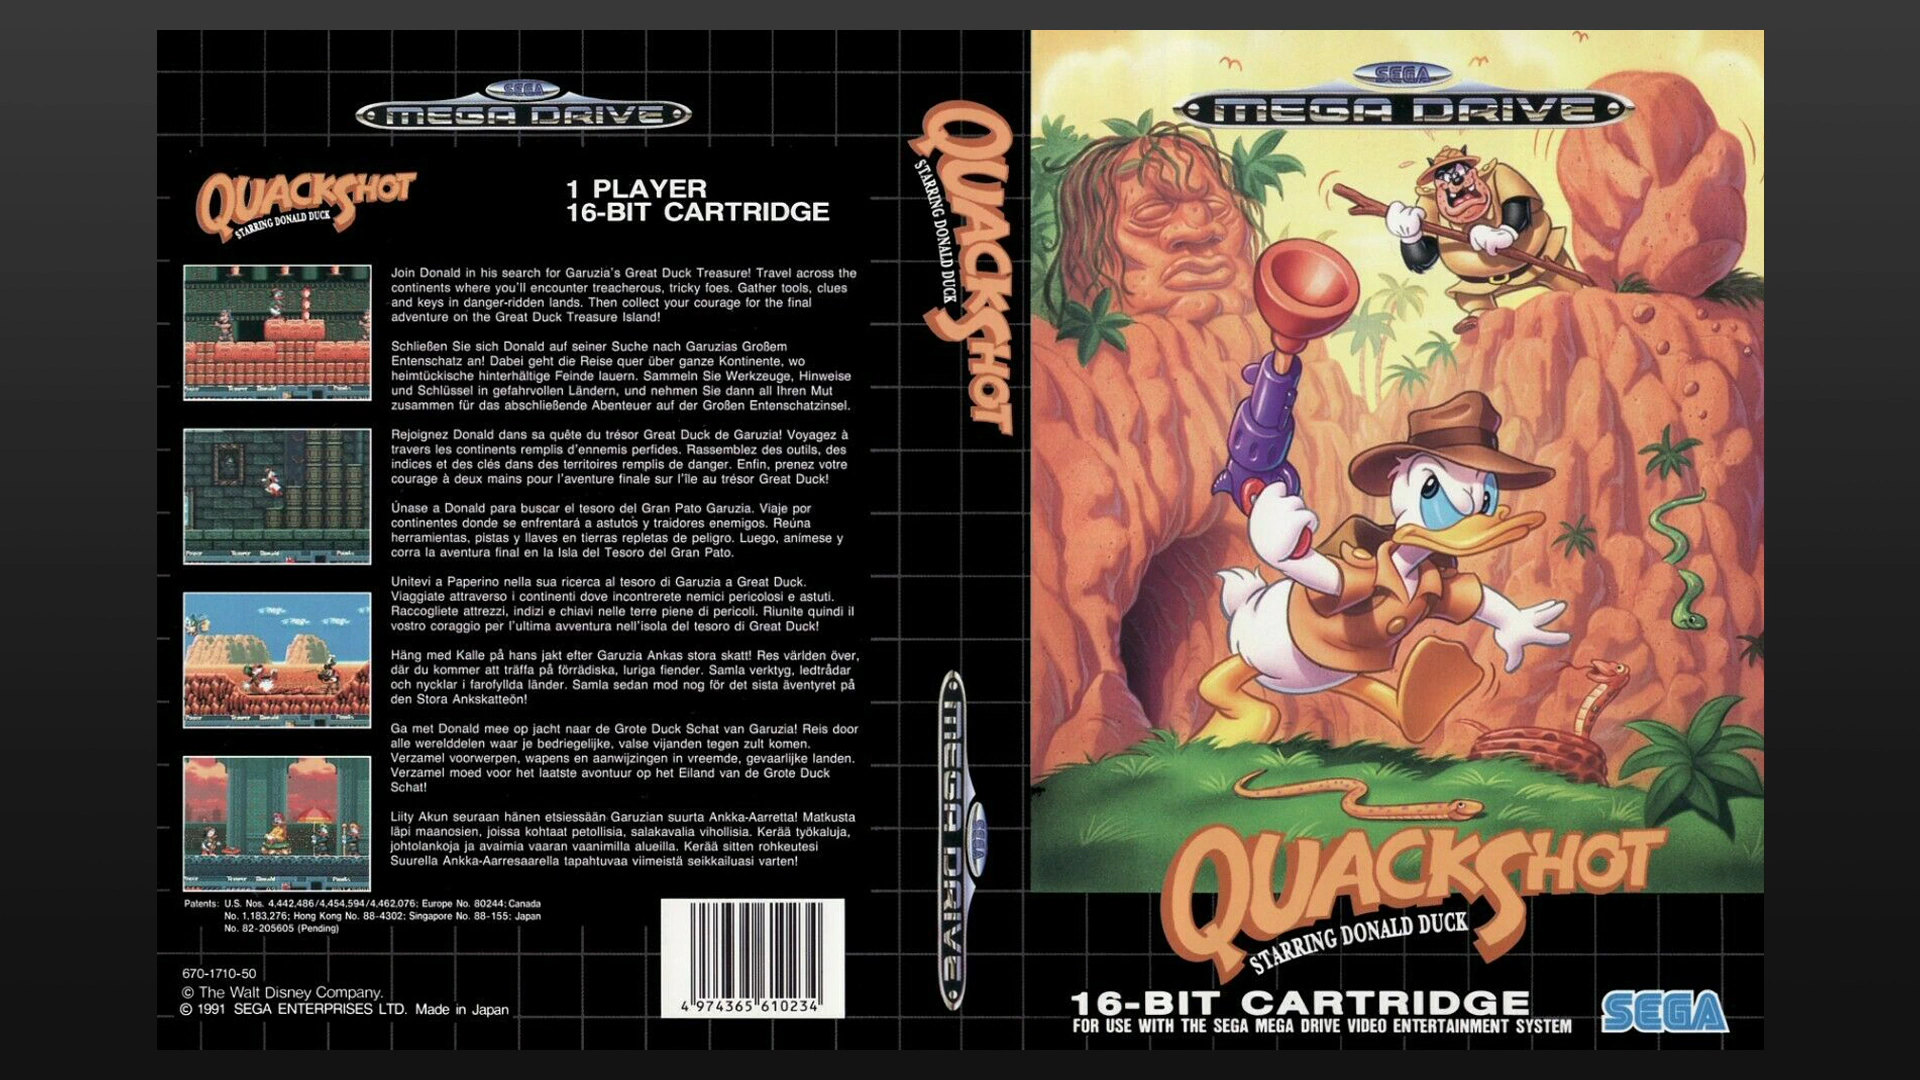 SEGA
MEGA DRIVE
QUACKSHOT
STARRING DONALD DUCK
1 PLAYER
16-BIT CARTRIDGE
Join Donald in his search for Garuzia's Great Duck Treasure! Travel across the
continents where you'll encounter treacherous, tricky foes. Gather tools, clues
and keys in danger-ridden lands. Then collect your courage for the final
adventure on the Great Duck Treasure Island!
Schließen Sie sich Donald auf seiner Suche nach Garuzias Großem
Entenschatz an! Dabei geht die Reise quer über ganze Kontinente, wo
heimtückische hinterhältige Feinde lauern. Sammeln Sie Werkzeuge, Hinweise
und Schlüssel in gefahrvollen Ländern, und nehmen Sie dann all Ihren Mut
zusammen für das abschließende Abenteuer auf der Großen Entenschatzinsel.
Rejoignez Donald dans sa quête du trésor Great Duck de Garuzia! Voyagez à
travers les continents remplis d'ennemis perfides. Rassemblez des outils, des
indices et des clés dans des territoires remplis de danger. Enfin, prenez votre
courage à deux mains pour l'aventure finale sur l'île au trésor Great Duck!
Únase a Donald para buscar el tesoro del Gran Pato Garuzia. Viaje por
continentes donde se enfrentará a astutos y traidores enemigos. Reúna
herramientas, pistas y llaves en tierras repletas de peligro. Luego, anímese y
corra la aventura final en la Isla del Tesoro del Gran Pato.
Unitevi a Paperino nella sua ricerca al tesoro di Garuzia a Great Duck.
Viaggiate attraverso i continenti dove incontrerete nemici pericolosi e astuti.
Raccogliete attrezzi, indizi e chiavi nelle terre piene di pericoli. Riunite quindi il
vostro coraggio per l'ultima avventura nell'isola del tesoro di Great Duck!
Häng med Kalle på hans jakt efter Garuzia Ankas stora skatt! Res världen över,
där du kommer att träffa på förrädiska, luriga fiender. Samla verktyg, ledtrådar
och nycklar i farofyllda länder. Samla sedan mod nog för det sista äventyret på
den Stora Ankskatteön!
Ga met Donald mee op jacht naar de Grote Duck Schat van Garuzia! Reis door
alle werelddelen waar je bedriegelijke, valse vijanden tegen zult komen.
Verzamel voorwerpen, wapens en aanwijzingen in vreemde, gevaarlijke landen.
Verzamel moed voor het laatste avontuur op het Eiland van de Grote Duck
Schat!
Liity Akun seuraan hänen etsiessään Garuzian suurta Ankka-Aarretta! Matkusta
läpi maanosien, joissa kohtaat petollisia, salakavalia vihollisia. Kerää työkaluja,
johtolankoja ja avaimia vaaran vaanimilla alueilla. Kerää sitten rohkeutesi
Suurella Ankka-Aarresaarella tapahtuvaa viimeistä seikkailuasi varten!
Patents: U.S. Nos. 4,442,486/4,454,594/4,462,076; Europe No. 80244; Canada
No. 1,183,276; Hong Kong No. 88-4302; Singapore No. 88-155; Japan
No. 82-205605 (Pending)
670-1710-50
© The Walt Disney Company.
© 1991 SEGA ENTERPRISES LTD. Made in Japan
4 974365 610234
QUACKSHOT
STARRING DONALD DUCK
SEGA
MEGA DRIVE
SEGA
MEGA DRIVE
QUACKSHOT
STARRING DONALD DUCK
16-BIT CARTRIDGE
FOR USE WITH THE SEGA MEGA DRIVE VIDEO ENTERTAINMENT SYSTEM
SEGA